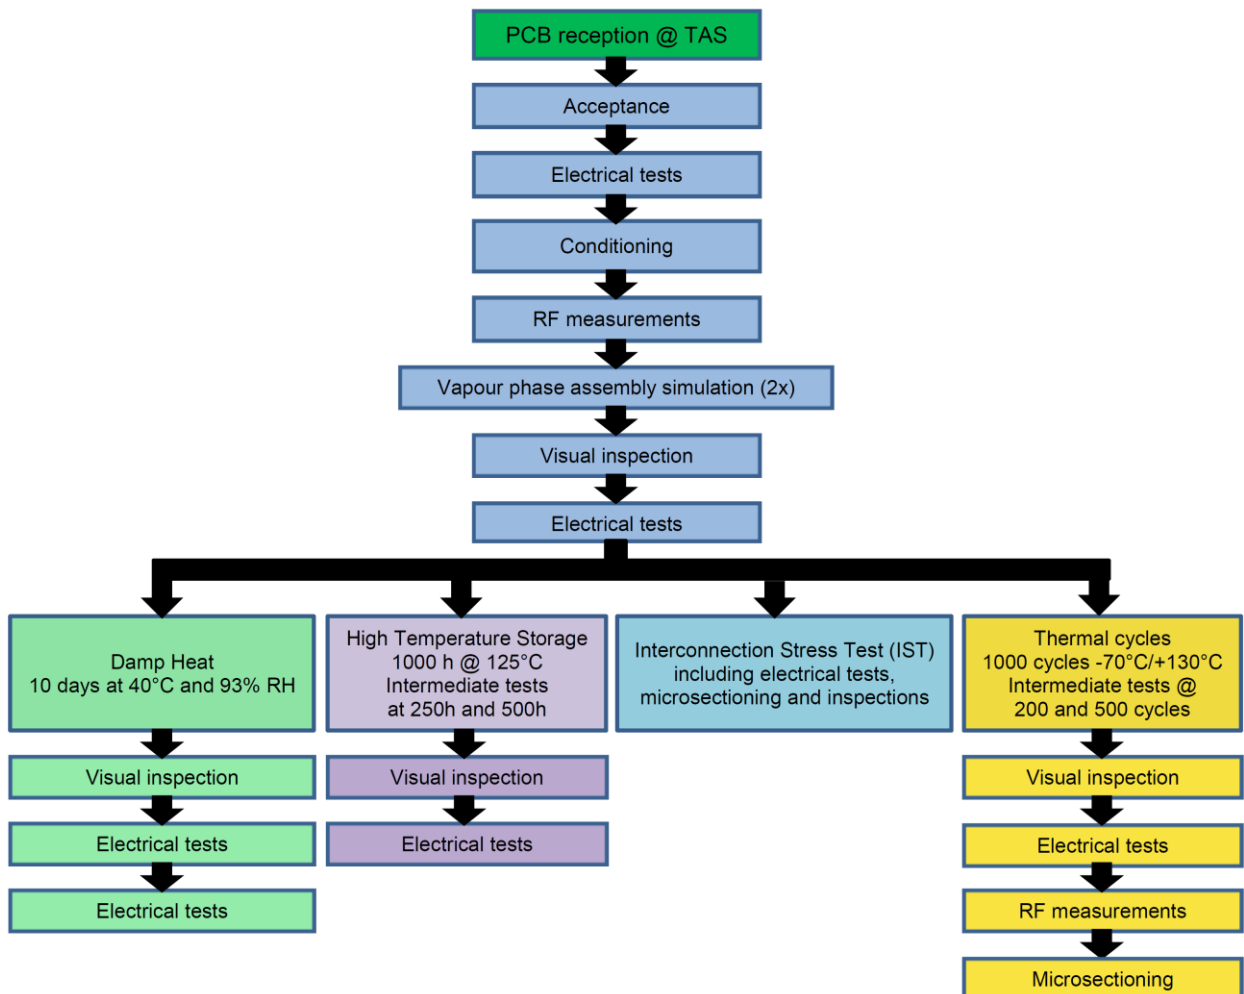 PCB reception @ TAS
Acceptance
Electrical tests
Conditioning
RF measurements
Vapour phase assembly simulation (2x)
Visual inspection
Electrical tests
Damp Heat
10 days at 40°C and 93% RH
Visual inspection
Electrical tests
Electrical tests
High Temperature Storage
1000 h @ 125°C
Intermediate tests
at 250h and 500h
Visual inspection
Electrical tests
Interconnection Stress Test (IST)
including electrical tests,
microsectioning and inspections
Thermal cycles
1000 cycles -70°C/+130°C
Intermediate tests @
200 and 500 cycles
Visual inspection
Electrical tests
RF measurements
Microsectioning